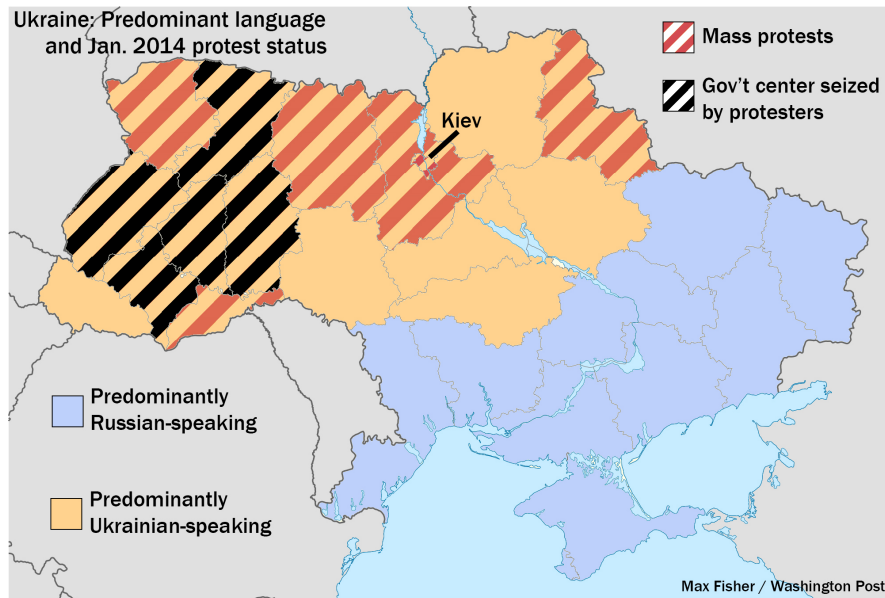 Ukraine: Predominant language
and Jan. 2014 protest status
Mass protests
Gov't center seized
by protesters
Kiev
Predominantly
Russian-speaking
Predominantly
Ukrainian-speaking
Max Fisher / Washington Post